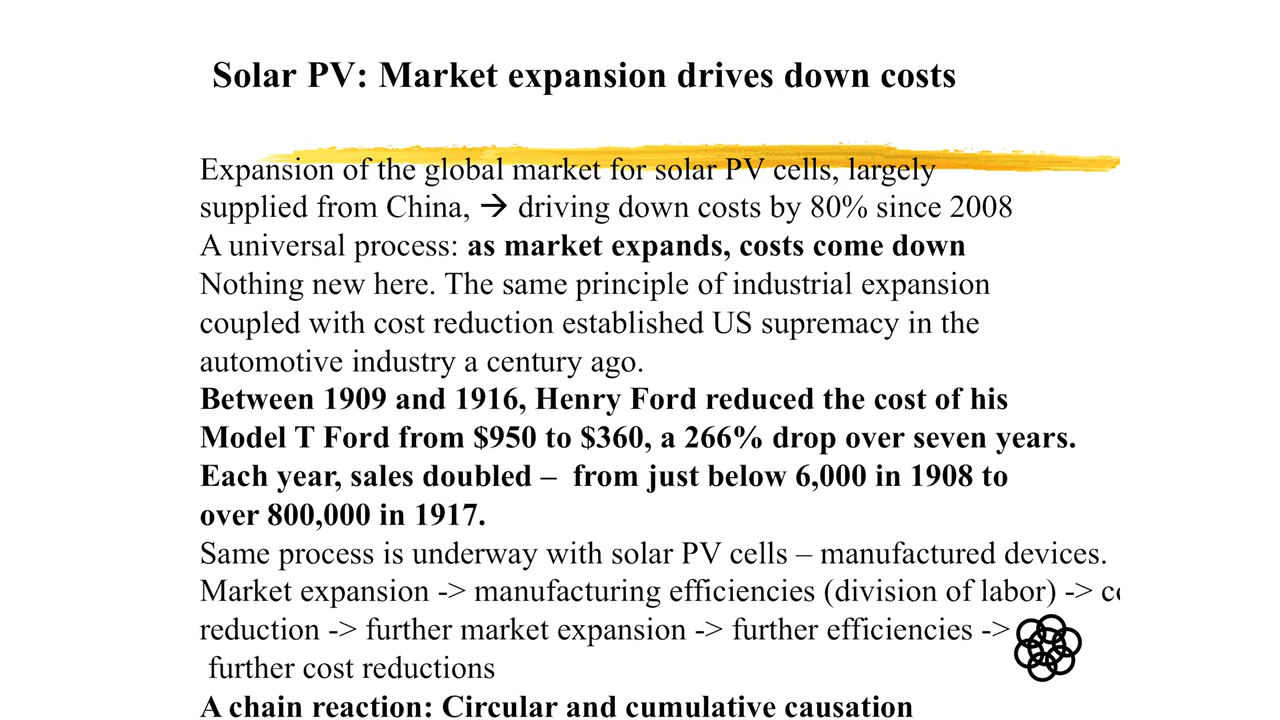 Solar PV: Market expansion drives down costs
Expansion of the global market for solar PV cells, largely
supplied from China, → driving down costs by 80% since 2008
A universal process: as market expands, costs come down
Nothing new here. The same principle of industrial expansion
coupled with cost reduction established US supremacy in the
automotive industry a century ago.
Between 1909 and 1916, Henry Ford reduced the cost of his
Model T Ford from $950 to $360, a 266% drop over seven years.
Each year, sales doubled – from just below 6,000 in 1908 to
over 800,000 in 1917.
Same process is underway with solar PV cells – manufactured devices.
Market expansion -> manufacturing efficiencies (division of labor) ->
reduction -> further market expansion -> further efficiencies ->
further cost reductions
A chain reaction: Circular and cumulative causation